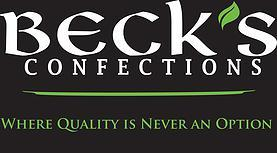 BECK'S
CONFECTIONS
WHERE QUALITY IS NEVER AN OPTION